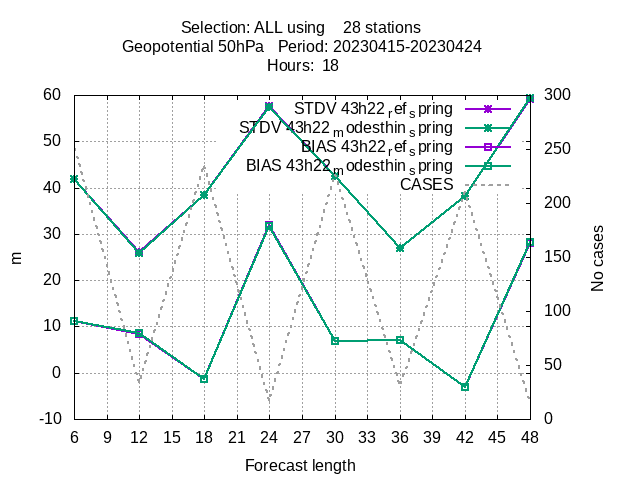 Selection: ALL using    28 stations
Geopotential 50hPa   Period: 20230415-20230424
Hours:  18
STDV 43h22_ref_spring
STDV 43h22_modesthin_spring
BIAS 43h22_ref_spring
BIAS 43h22_modesthin_spring
CASES
60
50
40
30
20
10
0
-10
m
300
250
200
150
100
50
0
No cases
6 9 12 15 18 21 24 27 30 33 36 39 42 45 48
Forecast length